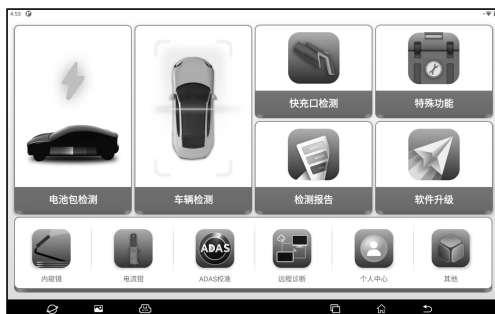 4:53
快充口检测
特殊功能
电池包检测
车辆检测
检测报告
软件升级
ADAS
内窥镜
电流钳
ADAS校准
远程诊断
个人中心
其他